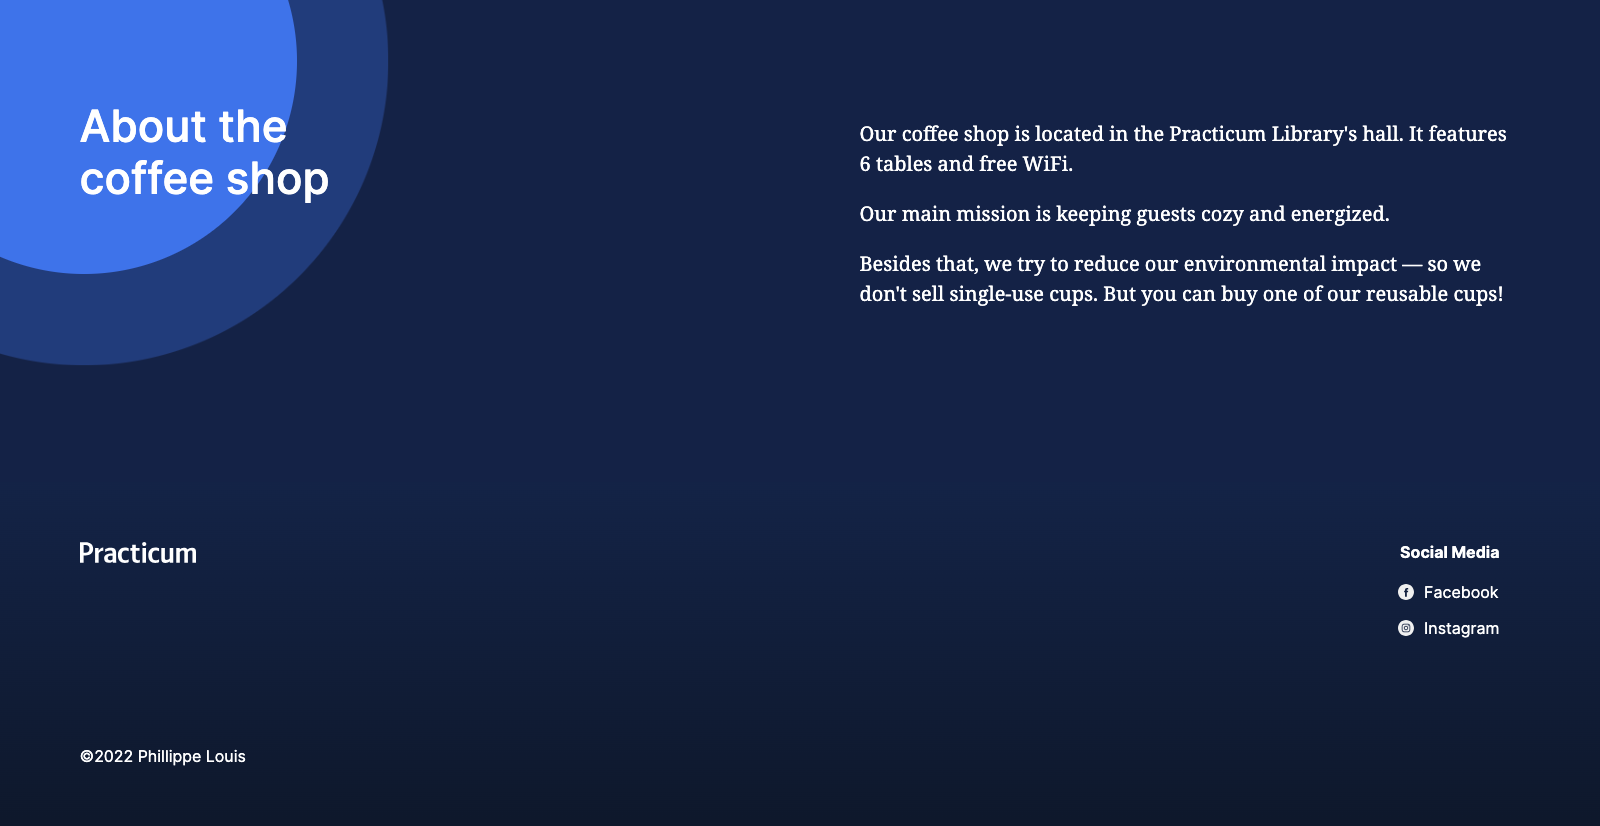 About the
coffee shop
Our coffee shop is located in the Practicum Library's hall. It features
6 tables and free WiFi.
Our main mission is keeping guests cozy and energized.
Besides that, we try to reduce our environmental impact — so we
don't sell single-use cups. But you can buy one of our reusable cups!
Practicum
Social Media
Facebook
Instagram
©2022 Phillippe Louis